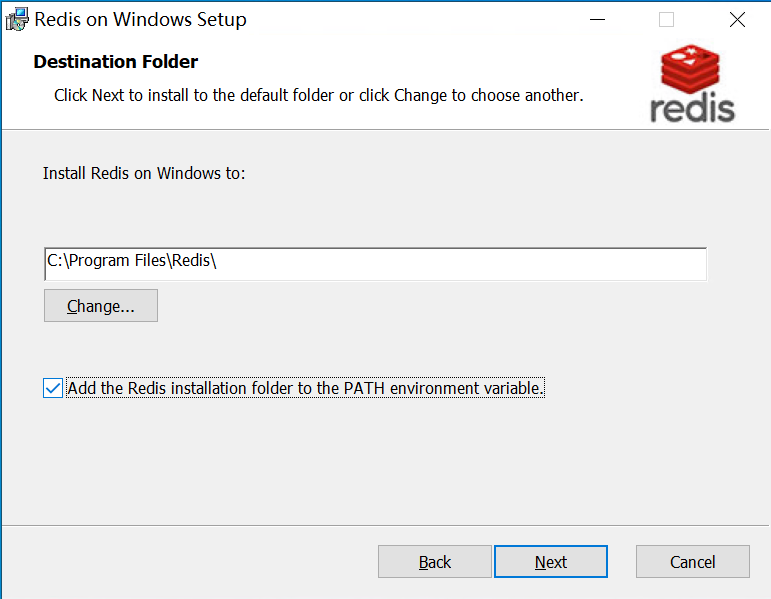 Redis on Windows Setup
Destination Folder
Click Next to install to the default folder or click Change to choose another.
redis
Install Redis on Windows to:
C:\Program Files\Redis\
Change...
Add the Redis installation folder to the PATH environment variable.
Back
Next
Cancel